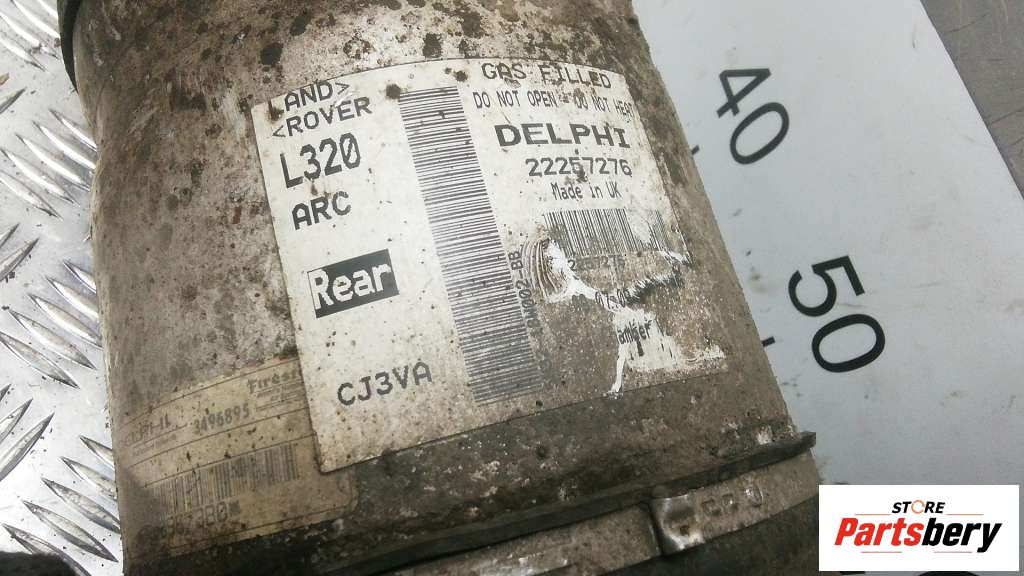 LAND>
<ROVER
L320
ARC
Rear
CJ3VA
GAS FILLED
DO NOT OPEN - DO NOT HEAT
DELPHI
22257276
Made in UK
3496895
40
50
STORE
Partsbery